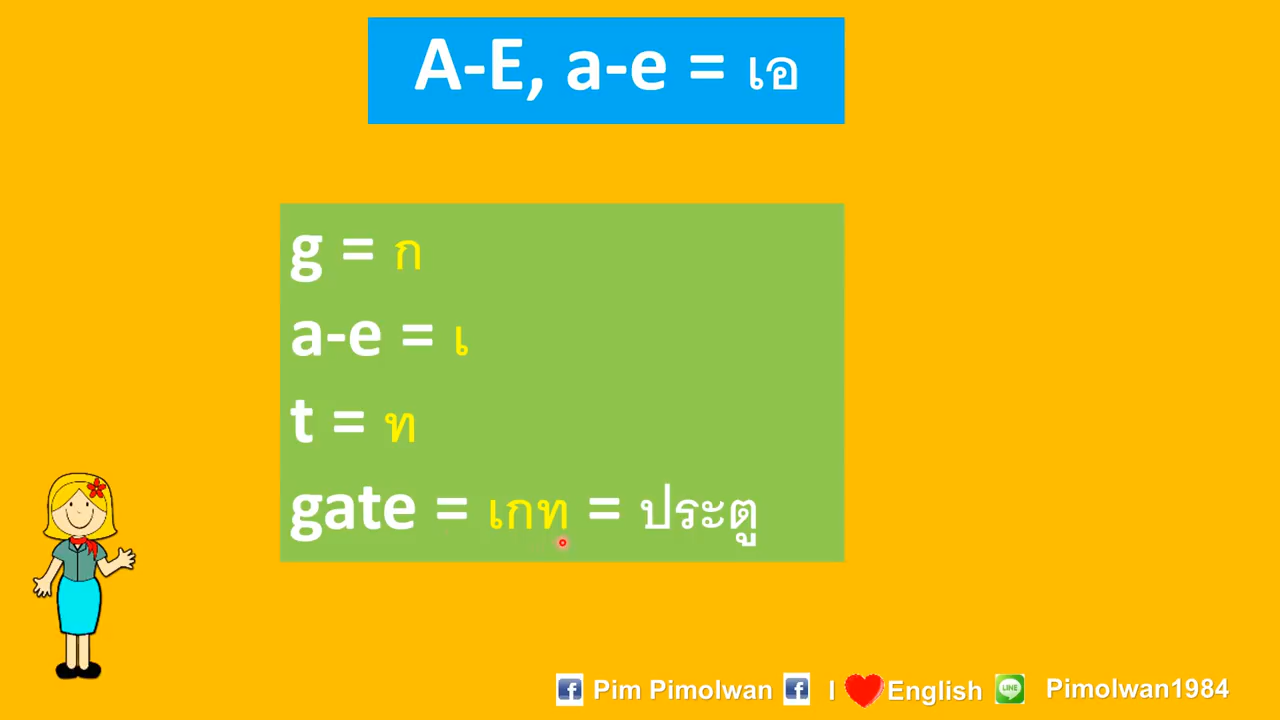 A-E, a-e = เอ
g = ก
a-e = เ
t = ท
gate = เกท = ประตู
Pim Pimolwan I English Pimolwan1984